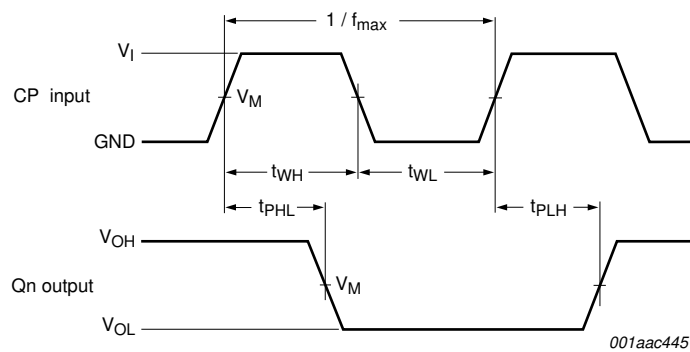 1 / fmax
VI
CP input
VM
GND
tWH
tWL
tPHL
tPLH
VOH
Qn output
VM
VOL
001aac445